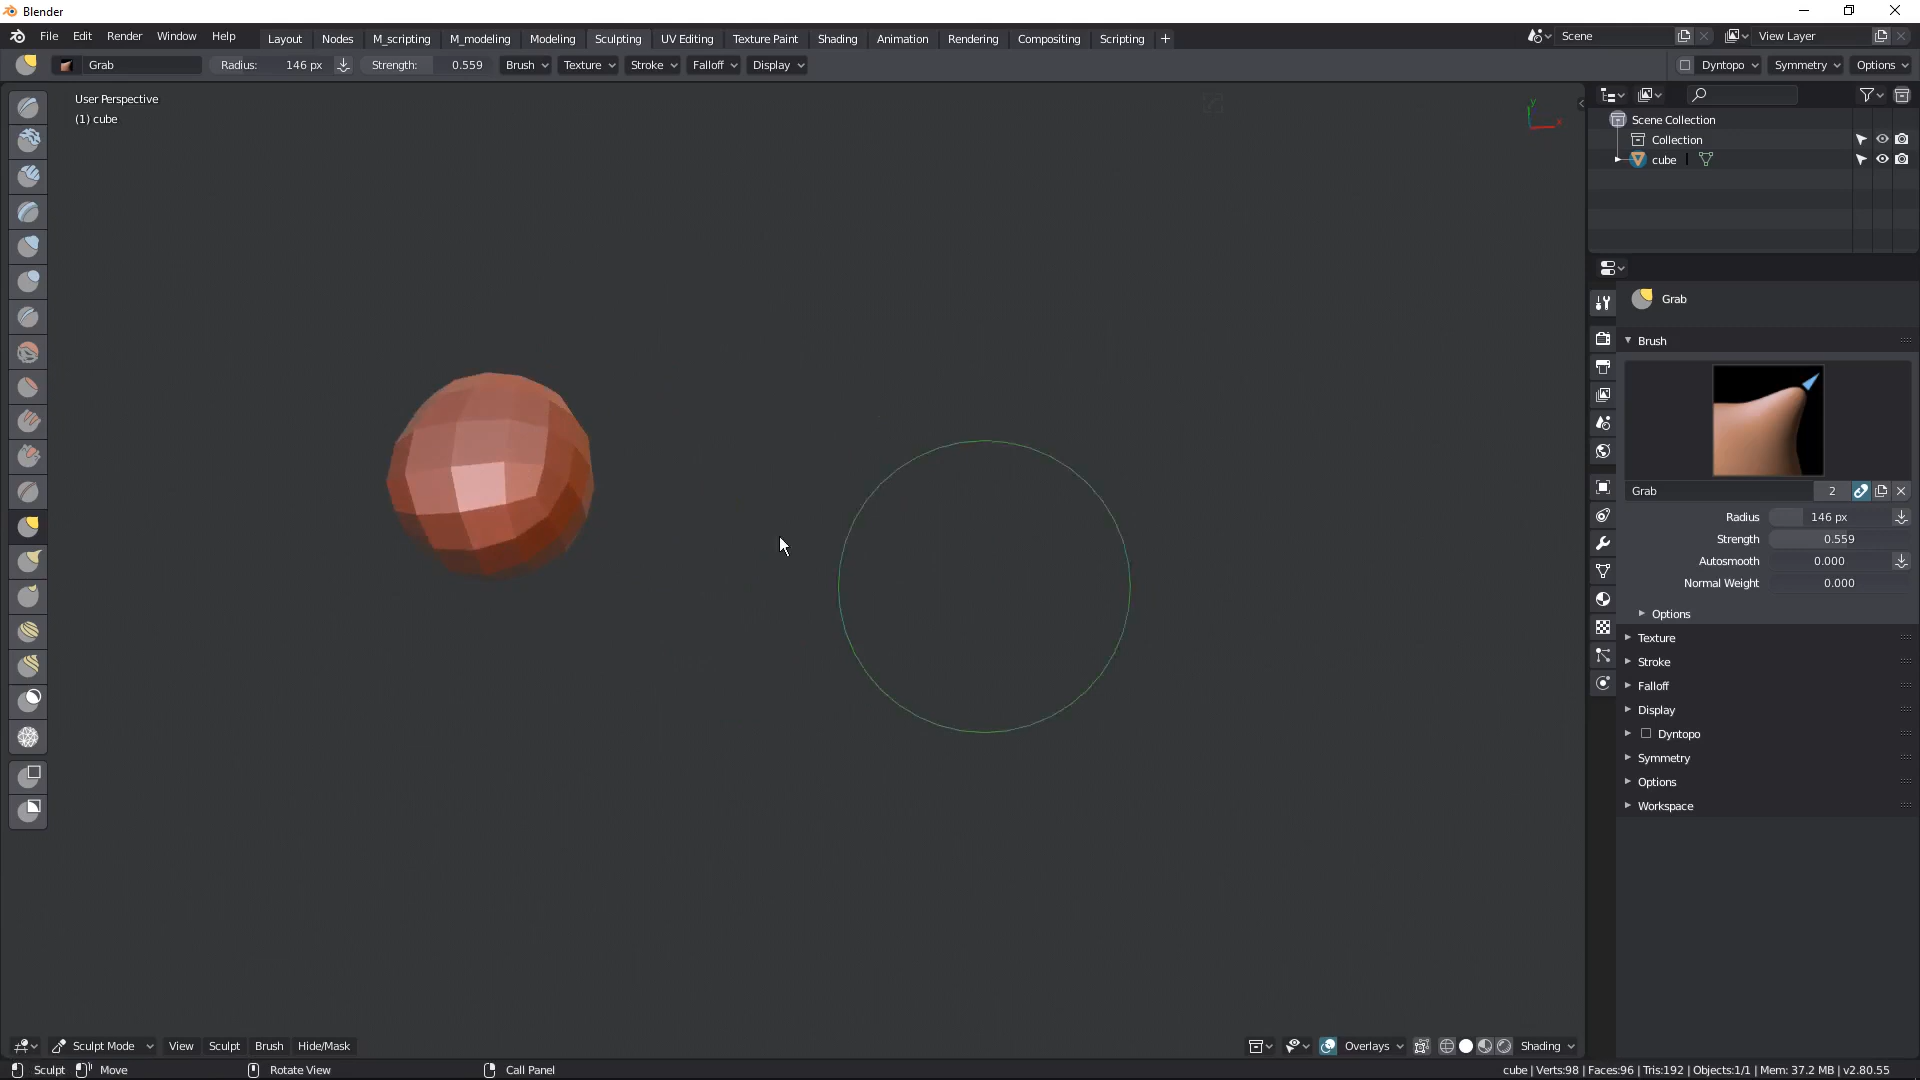 Blender
File Edit Render Window Help Layout Nodes M_scripting M_modeling Modeling Sculpting UV Editing Texture Paint Shading Animation Rendering Compositing Scripting + Scene View Layer
Grab Radius: 146 px Strength: 0.559 Brush Texture Stroke Falloff Display Dyntopo Symmetry Options
User Perspective
(1) cube
y
x
Scene Collection
Collection
cube
Grab
Brush
Grab 2
Radius 146 px
Strength 0.559
Autosmooth 0.000
Normal Weight 0.000
Options
Texture
Stroke
Falloff
Display
Dyntopo
Symmetry
Options
Workspace
Sculpt Mode View Sculpt Brush Hide/Mask Overlays Shading
Sculpt Move Rotate View Call Panel cube | Verts:98 | Faces:96 | Tris:192 | Objects:1/1 | Mem: 37.2 MB | v2.80.55